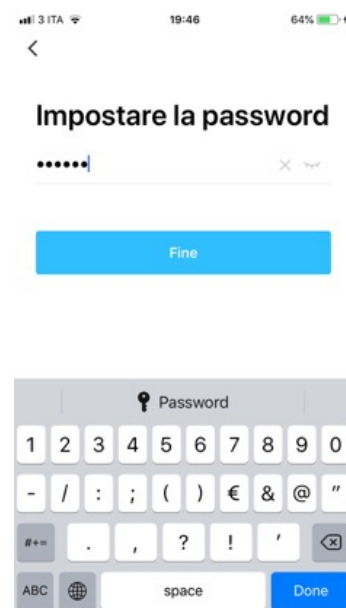 3 ITA 19:46 64%
Impostare la password
••••••
Fine
Password
1 2 3 4 5 6 7 8 9 0
- / : ; ( ) € & @ "
#+= . , ? ! '
ABC space Done